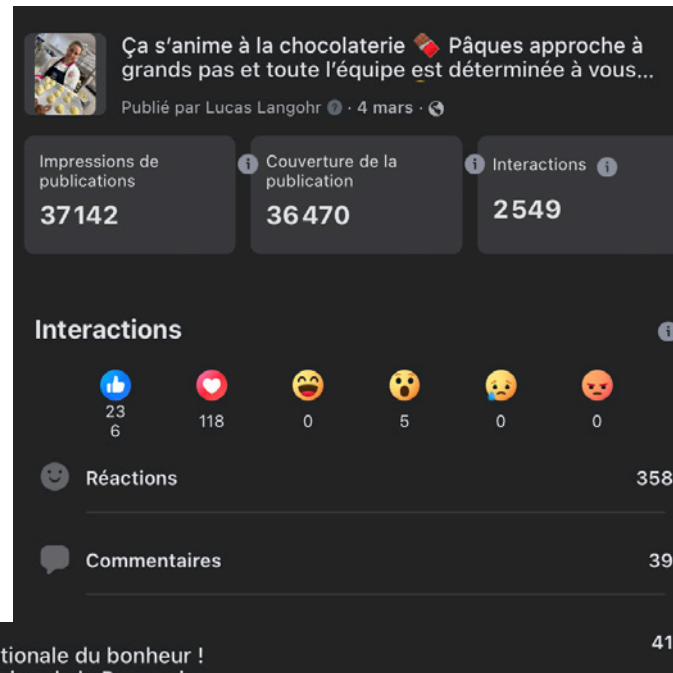 Ça s'anime à la chocolaterie 🍫 Pâques approche à
grands pas et toute l'équipe est déterminée à vous...
Publié par Lucas Langohr · 4 mars ·
Impressions de
publications
37142
Couverture de la
publication
36470
Interactions
2549
Interactions
23
6
118
0
5
0
0
Réactions
358
Commentaires
39
41
tionale du bonheur !